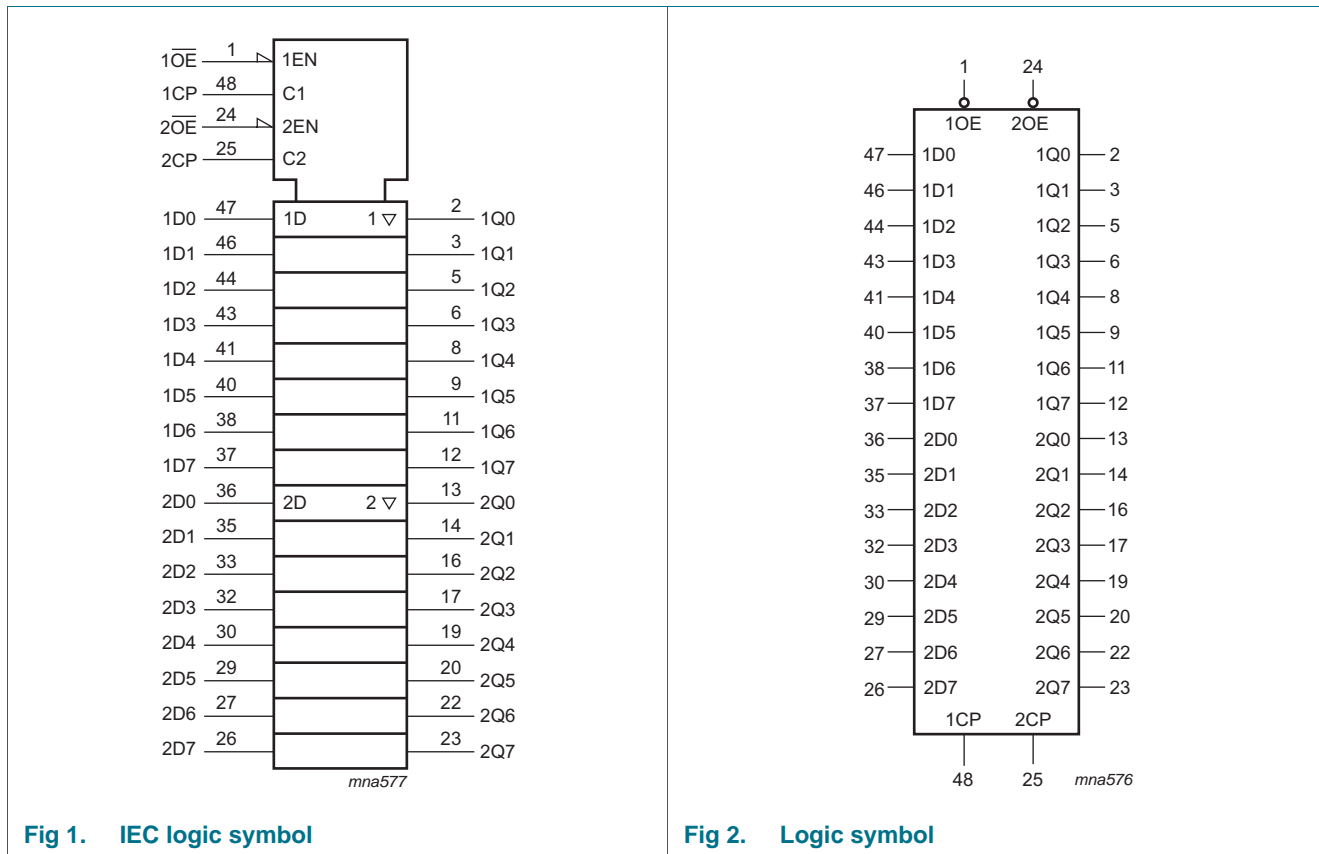 1OE 1 1EN
1CP 48 C1
2OE 24 2EN
2CP 25 C2
1D0 47 1D 1 ▽ 2 1Q0
1D1 46 3 1Q1
1D2 44 5 1Q2
1D3 43 6 1Q3
1D4 41 8 1Q4
1D5 40 9 1Q5
1D6 38 11 1Q6
1D7 37 12 1Q7
2D0 36 2D 2 ▽ 13 2Q0
2D1 35 14 2Q1
2D2 33 16 2Q2
2D3 32 17 2Q3
2D4 30 19 2Q4
2D5 29 20 2Q5
2D6 27 22 2Q6
2D7 26 23 2Q7
mna577
Fig 1. IEC logic symbol
1 24
1OE 2OE
47 1D0 1Q0 2
46 1D1 1Q1 3
44 1D2 1Q2 5
43 1D3 1Q3 6
41 1D4 1Q4 8
40 1D5 1Q5 9
38 1D6 1Q6 11
37 1D7 1Q7 12
36 2D0 2Q0 13
35 2D1 2Q1 14
33 2D2 2Q2 16
32 2D3 2Q3 17
30 2D4 2Q4 19
29 2D5 2Q5 20
27 2D6 2Q6 22
26 2D7 2Q7 23
1CP 2CP
48 25 mna576
Fig 2. Logic symbol